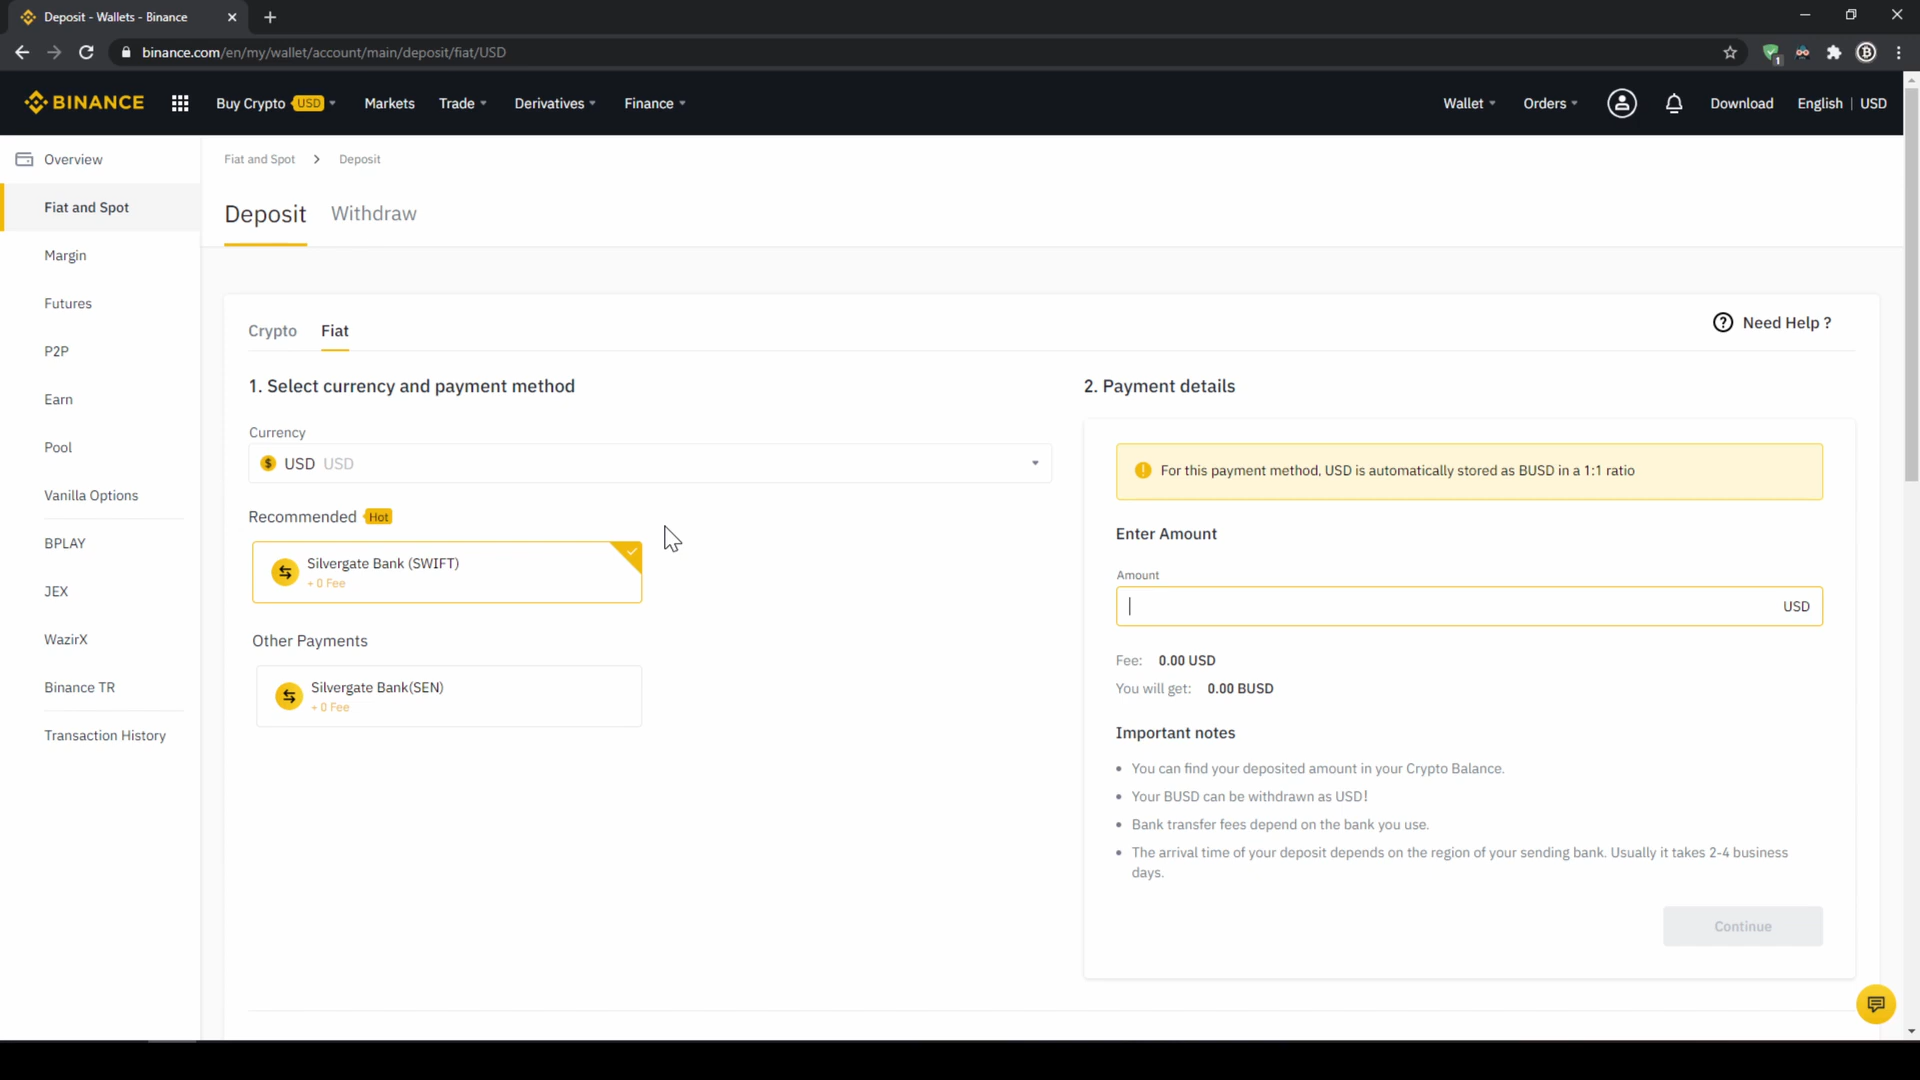 Deposit - Wallets - Binance
binance.com/en/my/wallet/account/main/deposit/fiat/USD
1
BINANCE
Buy Crypto USD
Markets
Trade
Derivatives
Finance
Wallet
Orders
Download
English | USD
Overview
Fiat and Spot
Margin
Futures
P2P
Earn
Pool
Vanilla Options
BPLAY
JEX
WazirX
Binance TR
Transaction History
Fiat and Spot > Deposit
Deposit Withdraw
Crypto Fiat
Need Help ?
1. Select currency and payment method
Currency
USD USD
Recommended Hot
Silvergate Bank (SWIFT)
+ 0 Fee
Other Payments
Silvergate Bank(SEN)
+ 0 Fee
2. Payment details
For this payment method, USD is automatically stored as BUSD in a 1:1 ratio
Enter Amount
Amount
USD
Fee: 0.00 USD
You will get: 0.00 BUSD
Important notes
• You can find your deposited amount in your Crypto Balance.
• Your BUSD can be withdrawn as USD!
• Bank transfer fees depend on the bank you use.
• The arrival time of your deposit depends on the region of your sending bank. Usually it takes 2-4 business
days.
Continue